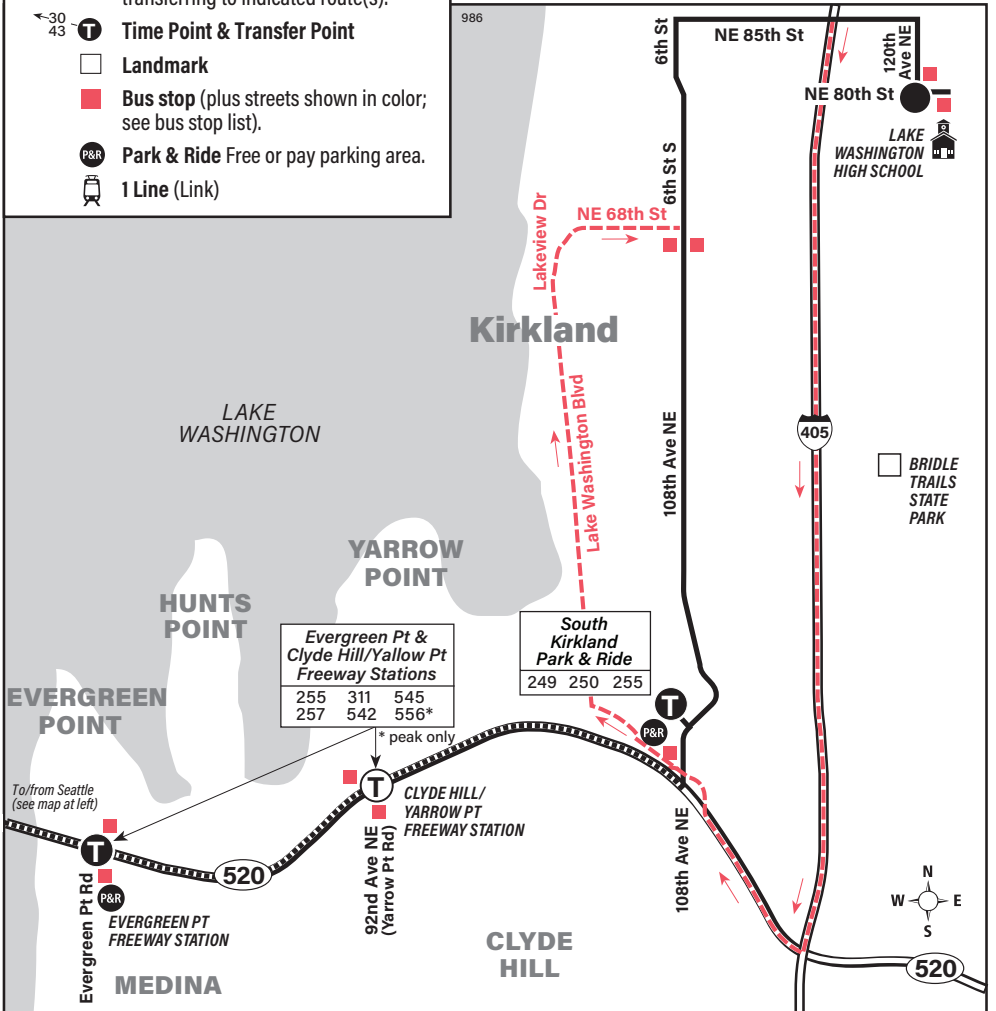 transferring to indicated route(s).
30
43
T
Time Point & Transfer Point
Landmark
Bus stop (plus streets shown in color;
see bus stop list).
P&R
Park & Ride Free or pay parking area.
1 Line (Link)
986
6th St
NE 85th St
120th
Ave NE
NE 80th St
LAKE
WASHINGTON
HIGH SCHOOL
6th St S
NE 68th St
Lakeview Dr
Kirkland
LAKE
WASHINGTON
Lake Washington Blvd
108th Ave NE
405
BRIDLE
TRAILS
STATE
PARK
YARROW
POINT
HUNTS
POINT
EVERGREEN
POINT
Evergreen Pt &
Clyde Hill/Yallow Pt
Freeway Stations
255 311 545
257 542 556*
* peak only
South
Kirkland
Park & Ride
249 250 255
T
P&R
To/from Seattle
(see map at left)
T
CLYDE HILL/
YARROW PT
FREEWAY STATION
92nd Ave NE
(Yarrow Pt Rd)
108th Ave NE
T
520
P&R
Evergreen Pt Rd
EVERGREEN PT
FREEWAY STATION
MEDINA
CLYDE
HILL
N
W E
S
520